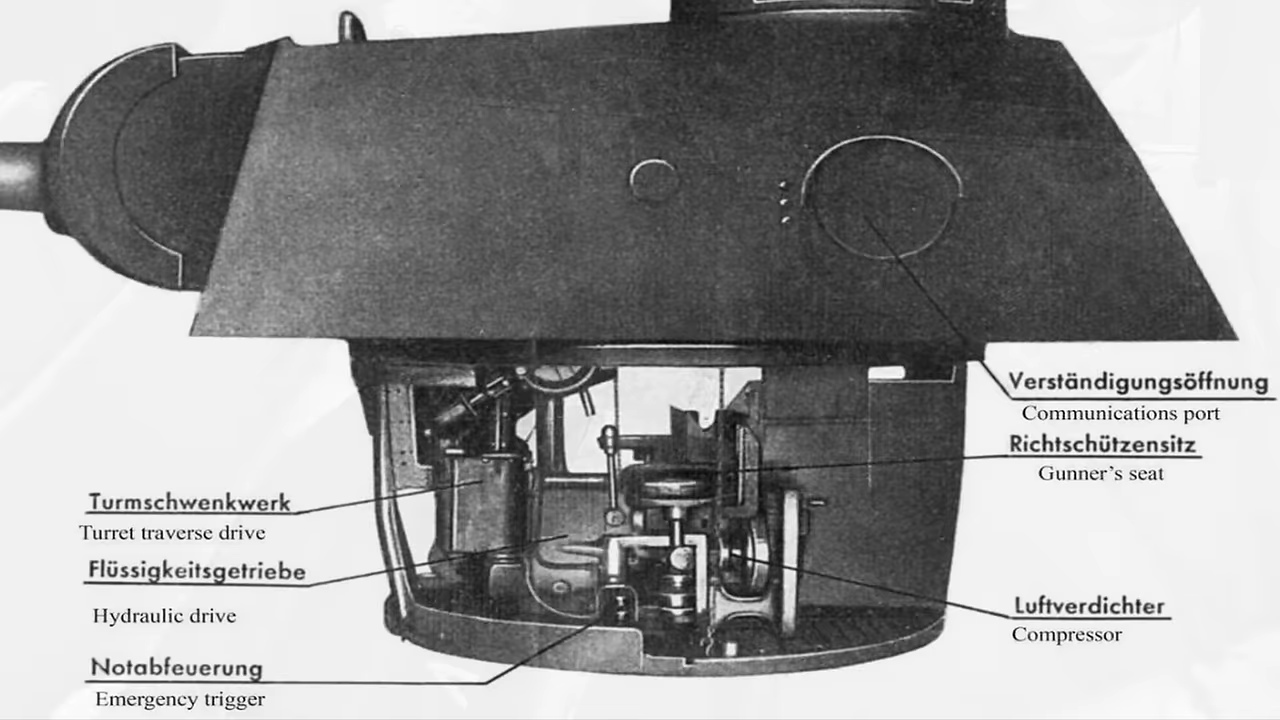 Verständigungsöffnung
Communications port
Richtschützensitz
Gunner's seat
Turmschwenkwerk
Turret traverse drive
Flüssigkeitsgetriebe
Hydraulic drive
Luftverdichter
Compressor
Notabfeuerung
Emergency trigger